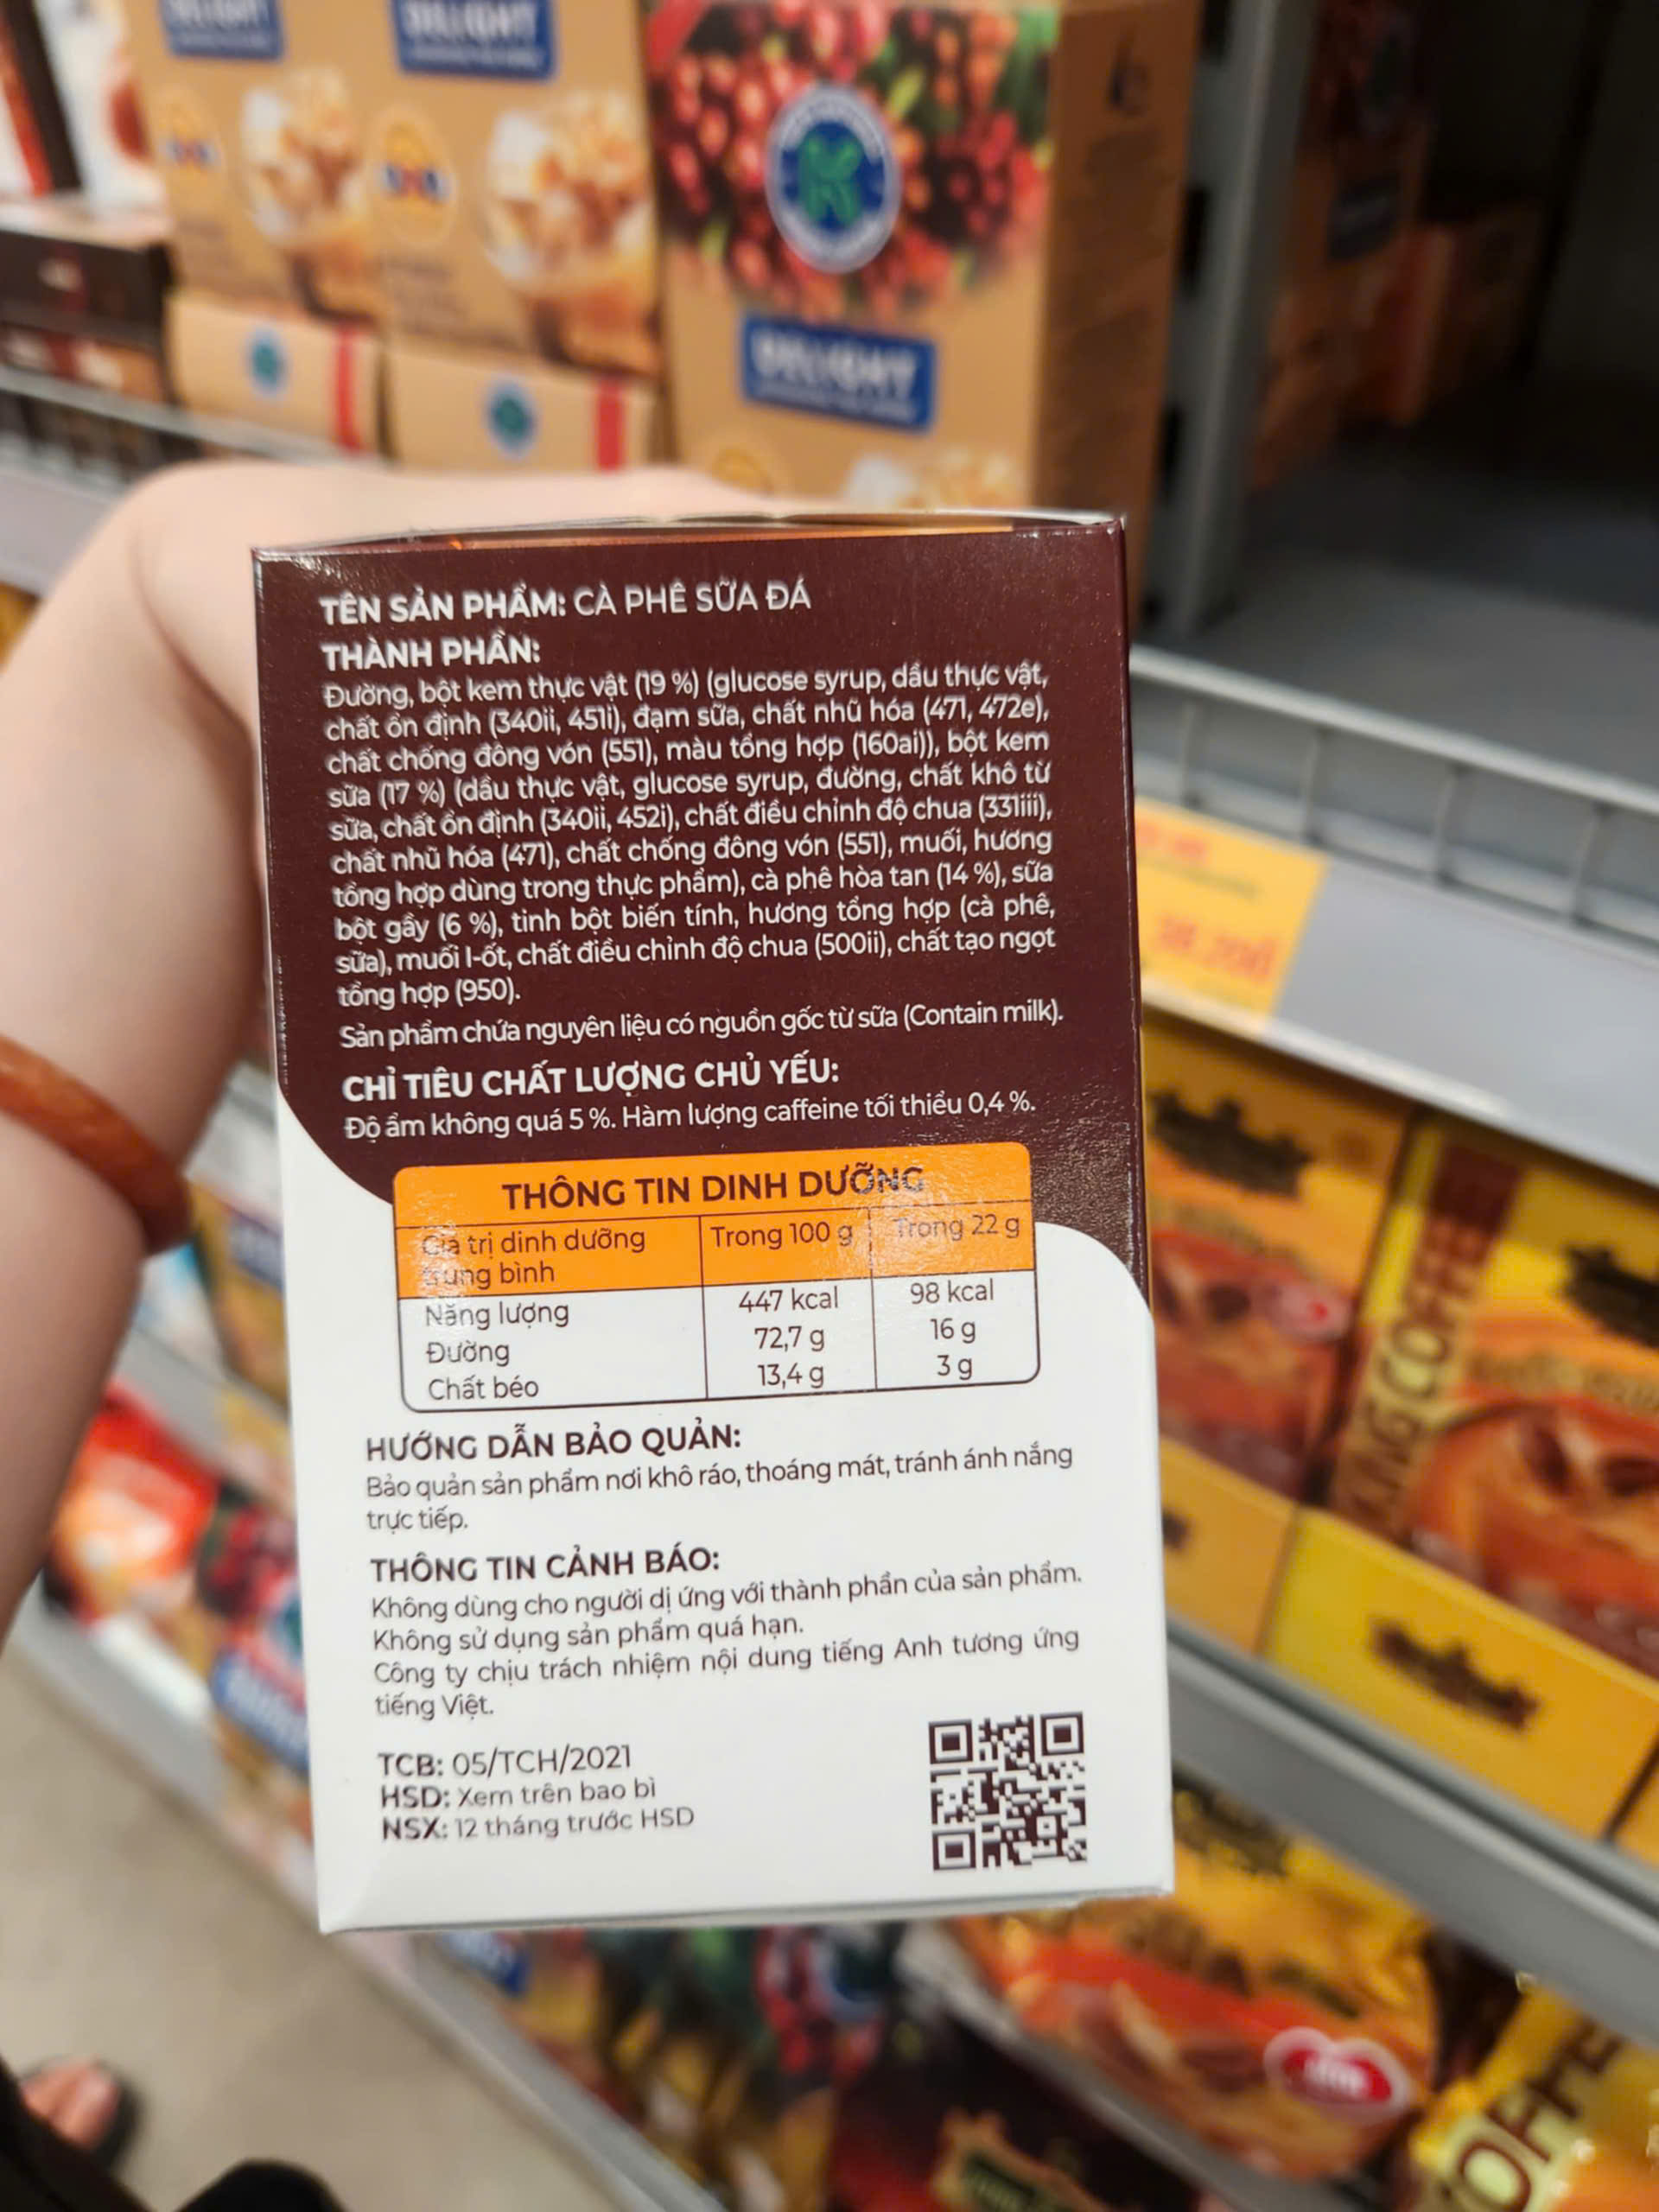 DELIGHT
DELIGHT
DELIGHT
TÊN SẢN PHẨM: CÀ PHÊ SỮA ĐÁ
THÀNH PHẦN:
Đường, bột kem thực vật (19 %) (glucose syrup, dầu thực vật,
chất ổn định (340ii, 451i), đạm sữa, chất nhũ hóa (471, 472e),
chất chống đông vón (551), màu tổng hợp (160ai)), bột kem
sữa (17 %) (dầu thực vật, glucose syrup, đường, chất khô từ
sữa, chất ổn định (340ii, 452i), chất điều chỉnh độ chua (331iii),
chất nhũ hóa (471), chất chống đông vón (551), muối, hương
tổng hợp dùng trong thực phẩm), cà phê hòa tan (14 %), sữa
bột gầy (6 %), tinh bột biến tính, hương tổng hợp (cà phê,
sữa), muối I-ốt, chất điều chỉnh độ chua (500ii), chất tạo ngọt
tổng hợp (950).
Sản phẩm chứa nguyên liệu có nguồn gốc từ sữa (Contain milk).
CHỈ TIÊU CHẤT LƯỢNG CHỦ YẾU:
Độ ẩm không quá 5 %. Hàm lượng caffeine tối thiểu 0,4 %.
THÔNG TIN DINH DƯỠNG
Giá trị dinh dưỡng Trong 100 g Trong 22 g
trung bình
Năng lượng 447 kcal 98 kcal
Đường 72,7 g 16 g
Chất béo 13,4 g 3 g
HƯỚNG DẪN BẢO QUẢN:
Bảo quản sản phẩm nơi khô ráo, thoáng mát, tránh ánh nắng
trực tiếp.
THÔNG TIN CẢNH BÁO:
Không dùng cho người dị ứng với thành phần của sản phẩm.
Không sử dụng sản phẩm quá hạn.
Công ty chịu trách nhiệm nội dung tiếng Anh tương ứng
tiếng Việt.
TCB: 05/TCH/2021
HSD: Xem trên bao bì
NSX: 12 tháng trước HSD
KING COFFEE